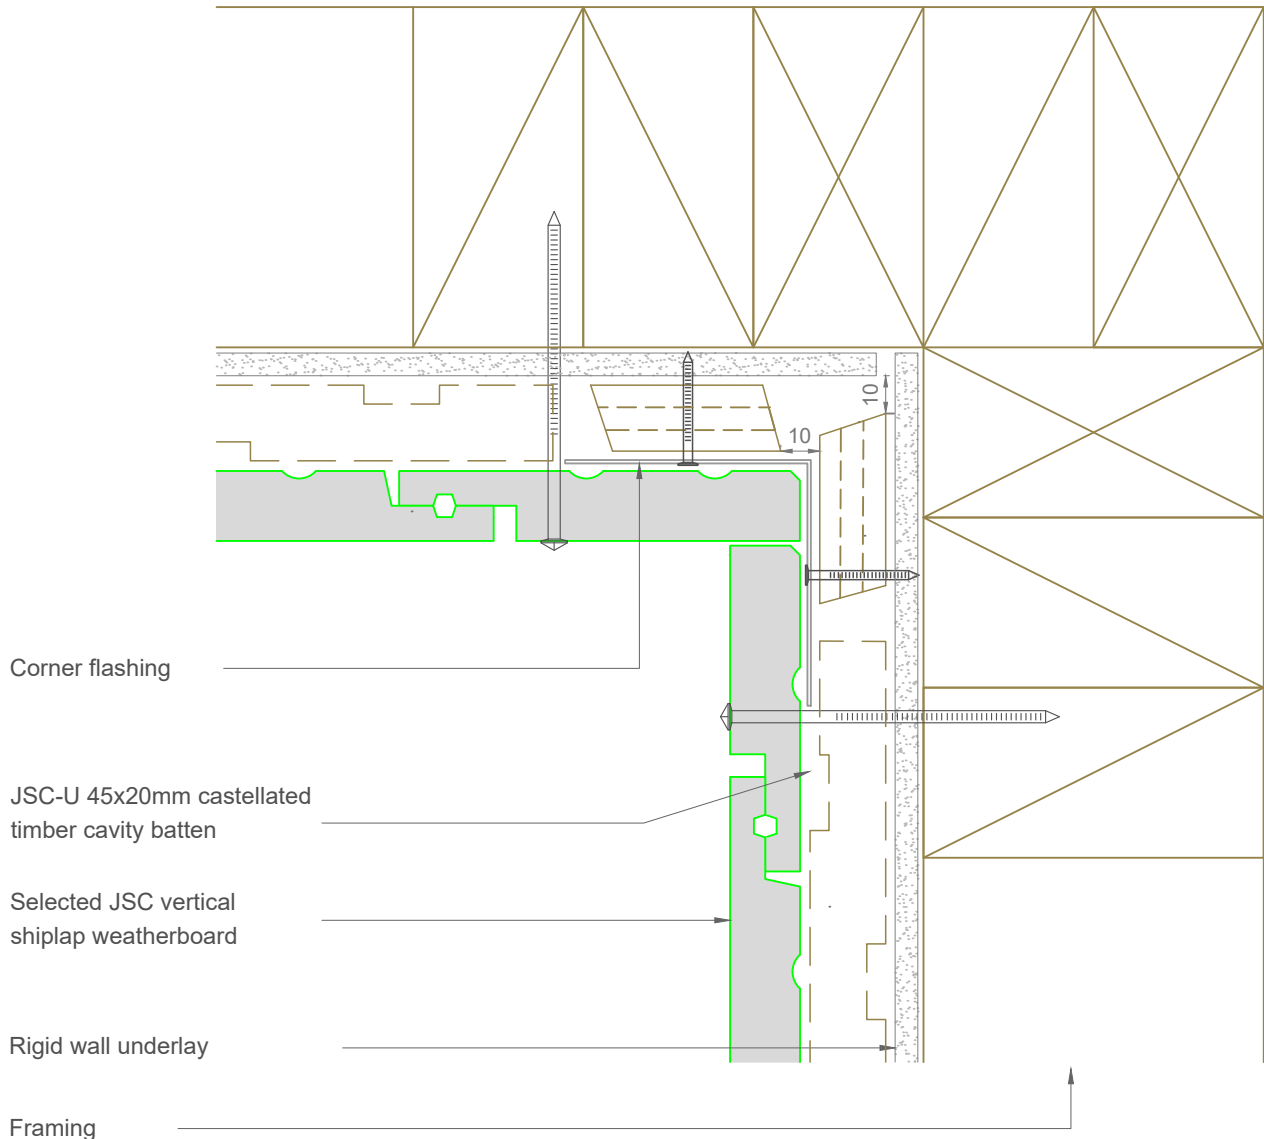 10
10
Corner flashing
JSC-U 45x20mm castellated
timber cavity batten
Selected JSC vertical
shiplap weatherboard
Rigid wall underlay
Framing